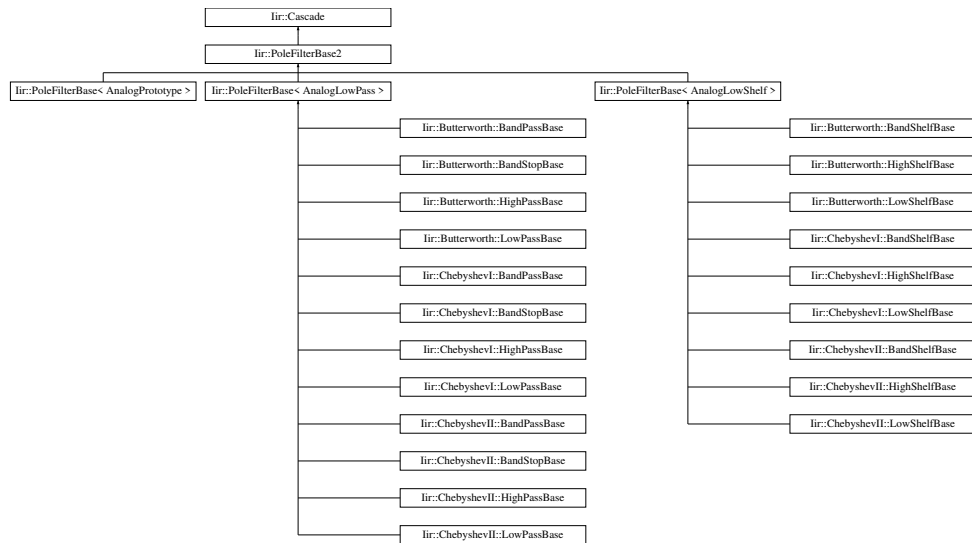 Iir::Cascade
Iir::PoleFilterBase2
Iir::PoleFilterBase< AnalogPrototype >
Iir::PoleFilterBase< AnalogLowPass >
Iir::PoleFilterBase< AnalogLowShelf >
Iir::Butterworth::BandPassBase
Iir::Butterworth::BandStopBase
Iir::Butterworth::HighPassBase
Iir::Butterworth::LowPassBase
Iir::ChebyshevI::BandPassBase
Iir::ChebyshevI::BandStopBase
Iir::ChebyshevI::HighPassBase
Iir::ChebyshevI::LowPassBase
Iir::ChebyshevII::BandPassBase
Iir::ChebyshevII::BandStopBase
Iir::ChebyshevII::HighPassBase
Iir::ChebyshevII::LowPassBase
Iir::Butterworth::BandShelfBase
Iir::Butterworth::HighShelfBase
Iir::Butterworth::LowShelfBase
Iir::ChebyshevI::BandShelfBase
Iir::ChebyshevI::HighShelfBase
Iir::ChebyshevI::LowShelfBase
Iir::ChebyshevII::BandShelfBase
Iir::ChebyshevII::HighShelfBase
Iir::ChebyshevII::LowShelfBase